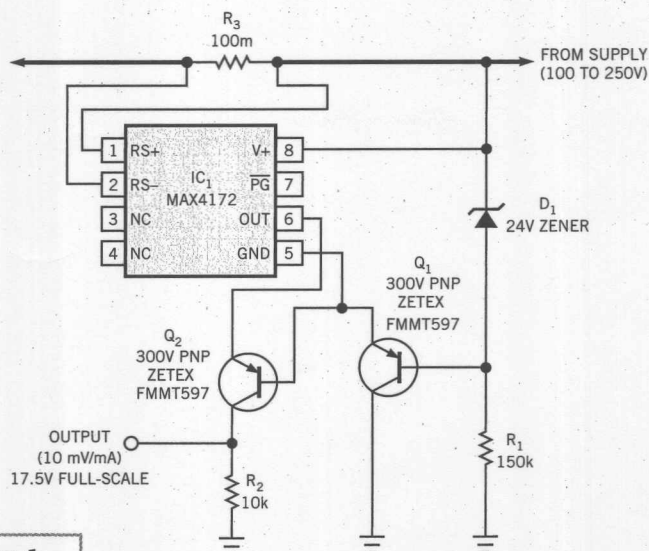 R3
100m
FROM SUPPLY
(100 TO 250V)
1 RS+
V+ 8
2 RS–
IC1
MAX4172
PG 7
3 NC
OUT 6
4 NC
GND 5
D1
24V ZENER
Q1
300V PNP
ZETEX
FMMT597
Q2
300V PNP
ZETEX
FMMT597
OUTPUT
(10 mV/mA)
17.5V FULL-SCALE
R2
10k
R1
150k